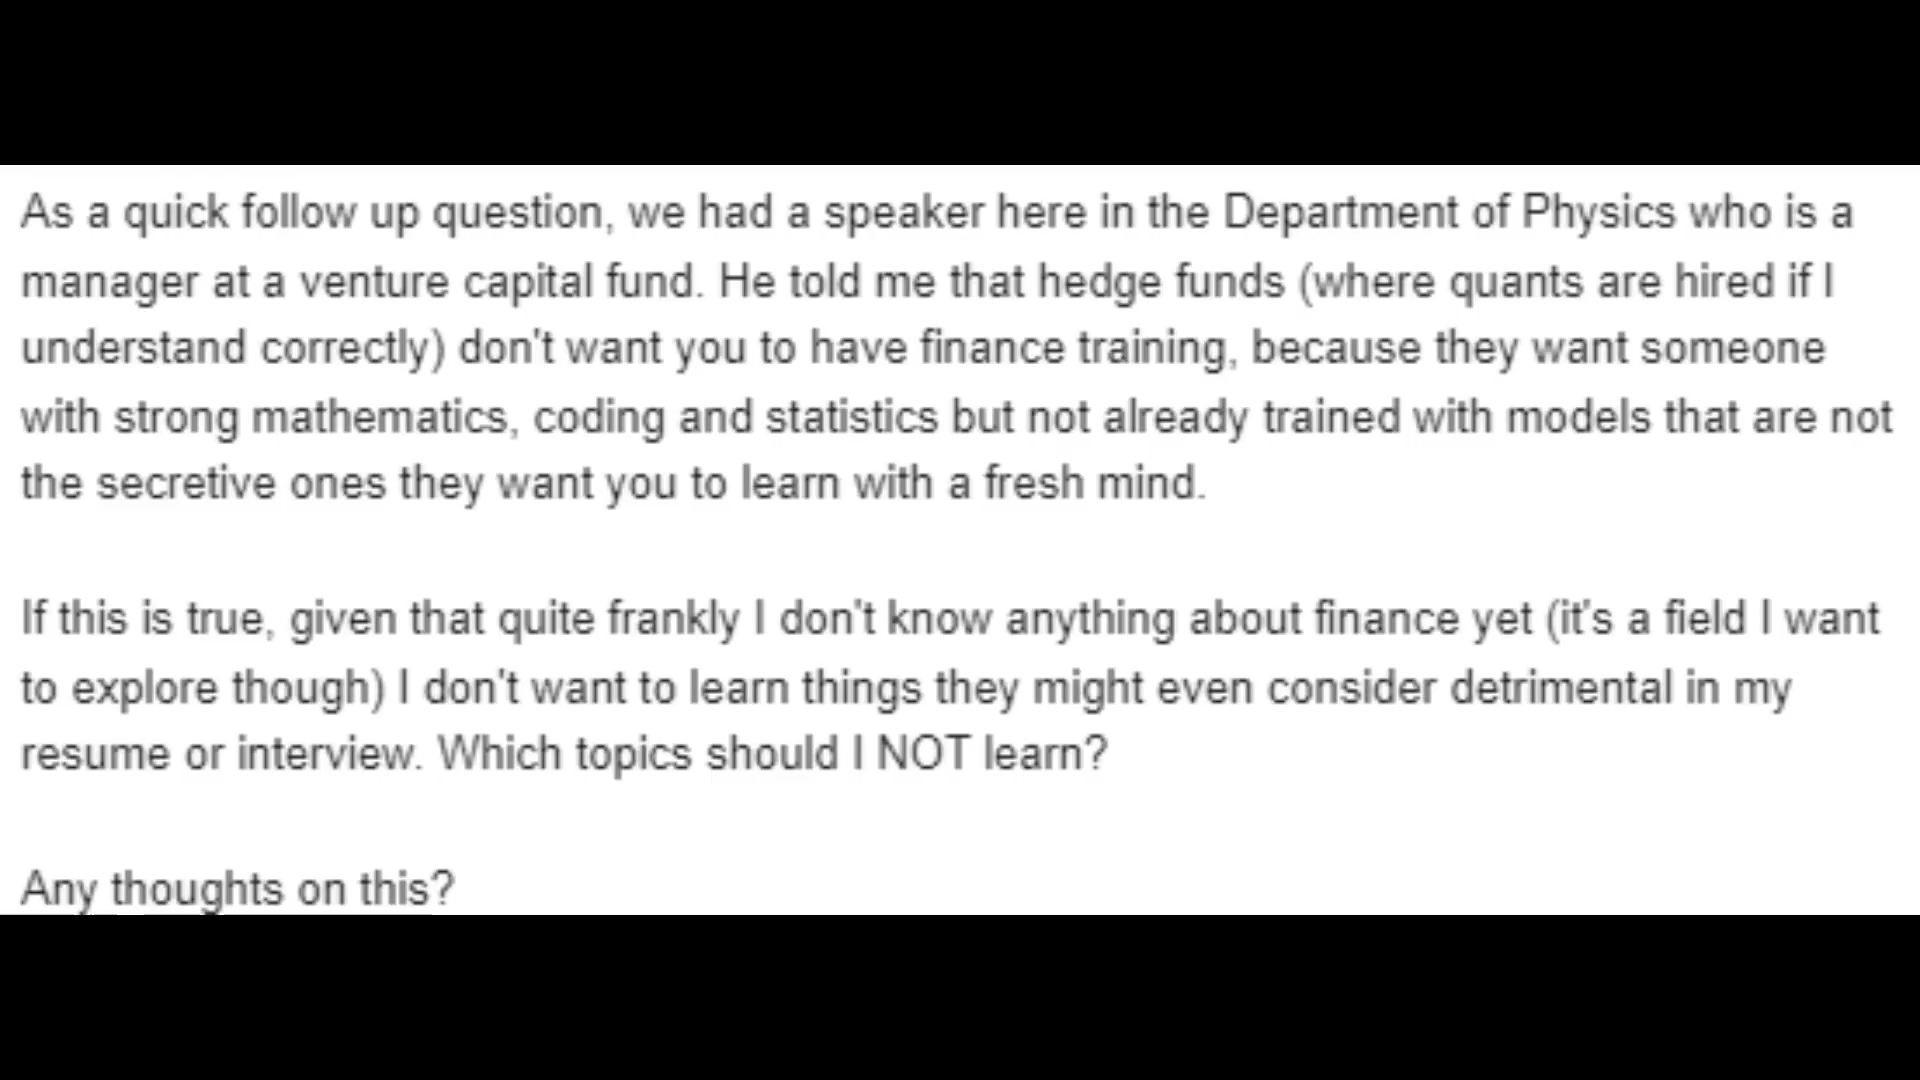 As a quick follow up question, we had a speaker here in the Department of Physics who is a
manager at a venture capital fund. He told me that hedge funds (where quants are hired if I
understand correctly) don't want you to have finance training, because they want someone
with strong mathematics, coding and statistics but not already trained with models that are not
the secretive ones they want you to learn with a fresh mind.
If this is true, given that quite frankly I don't know anything about finance yet (it's a field I want
to explore though) I don't want to learn things they might even consider detrimental in my
resume or interview. Which topics should I NOT learn?
Any thoughts on this?